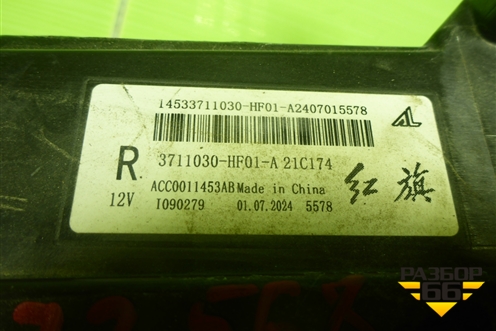 14533711030-HF01-A2407015578
R 3711030-HF01-A 21C174
12V ACC0011453AB Made in China
I090279 01.07.2024 5578
红旗
РАЗБОР
66